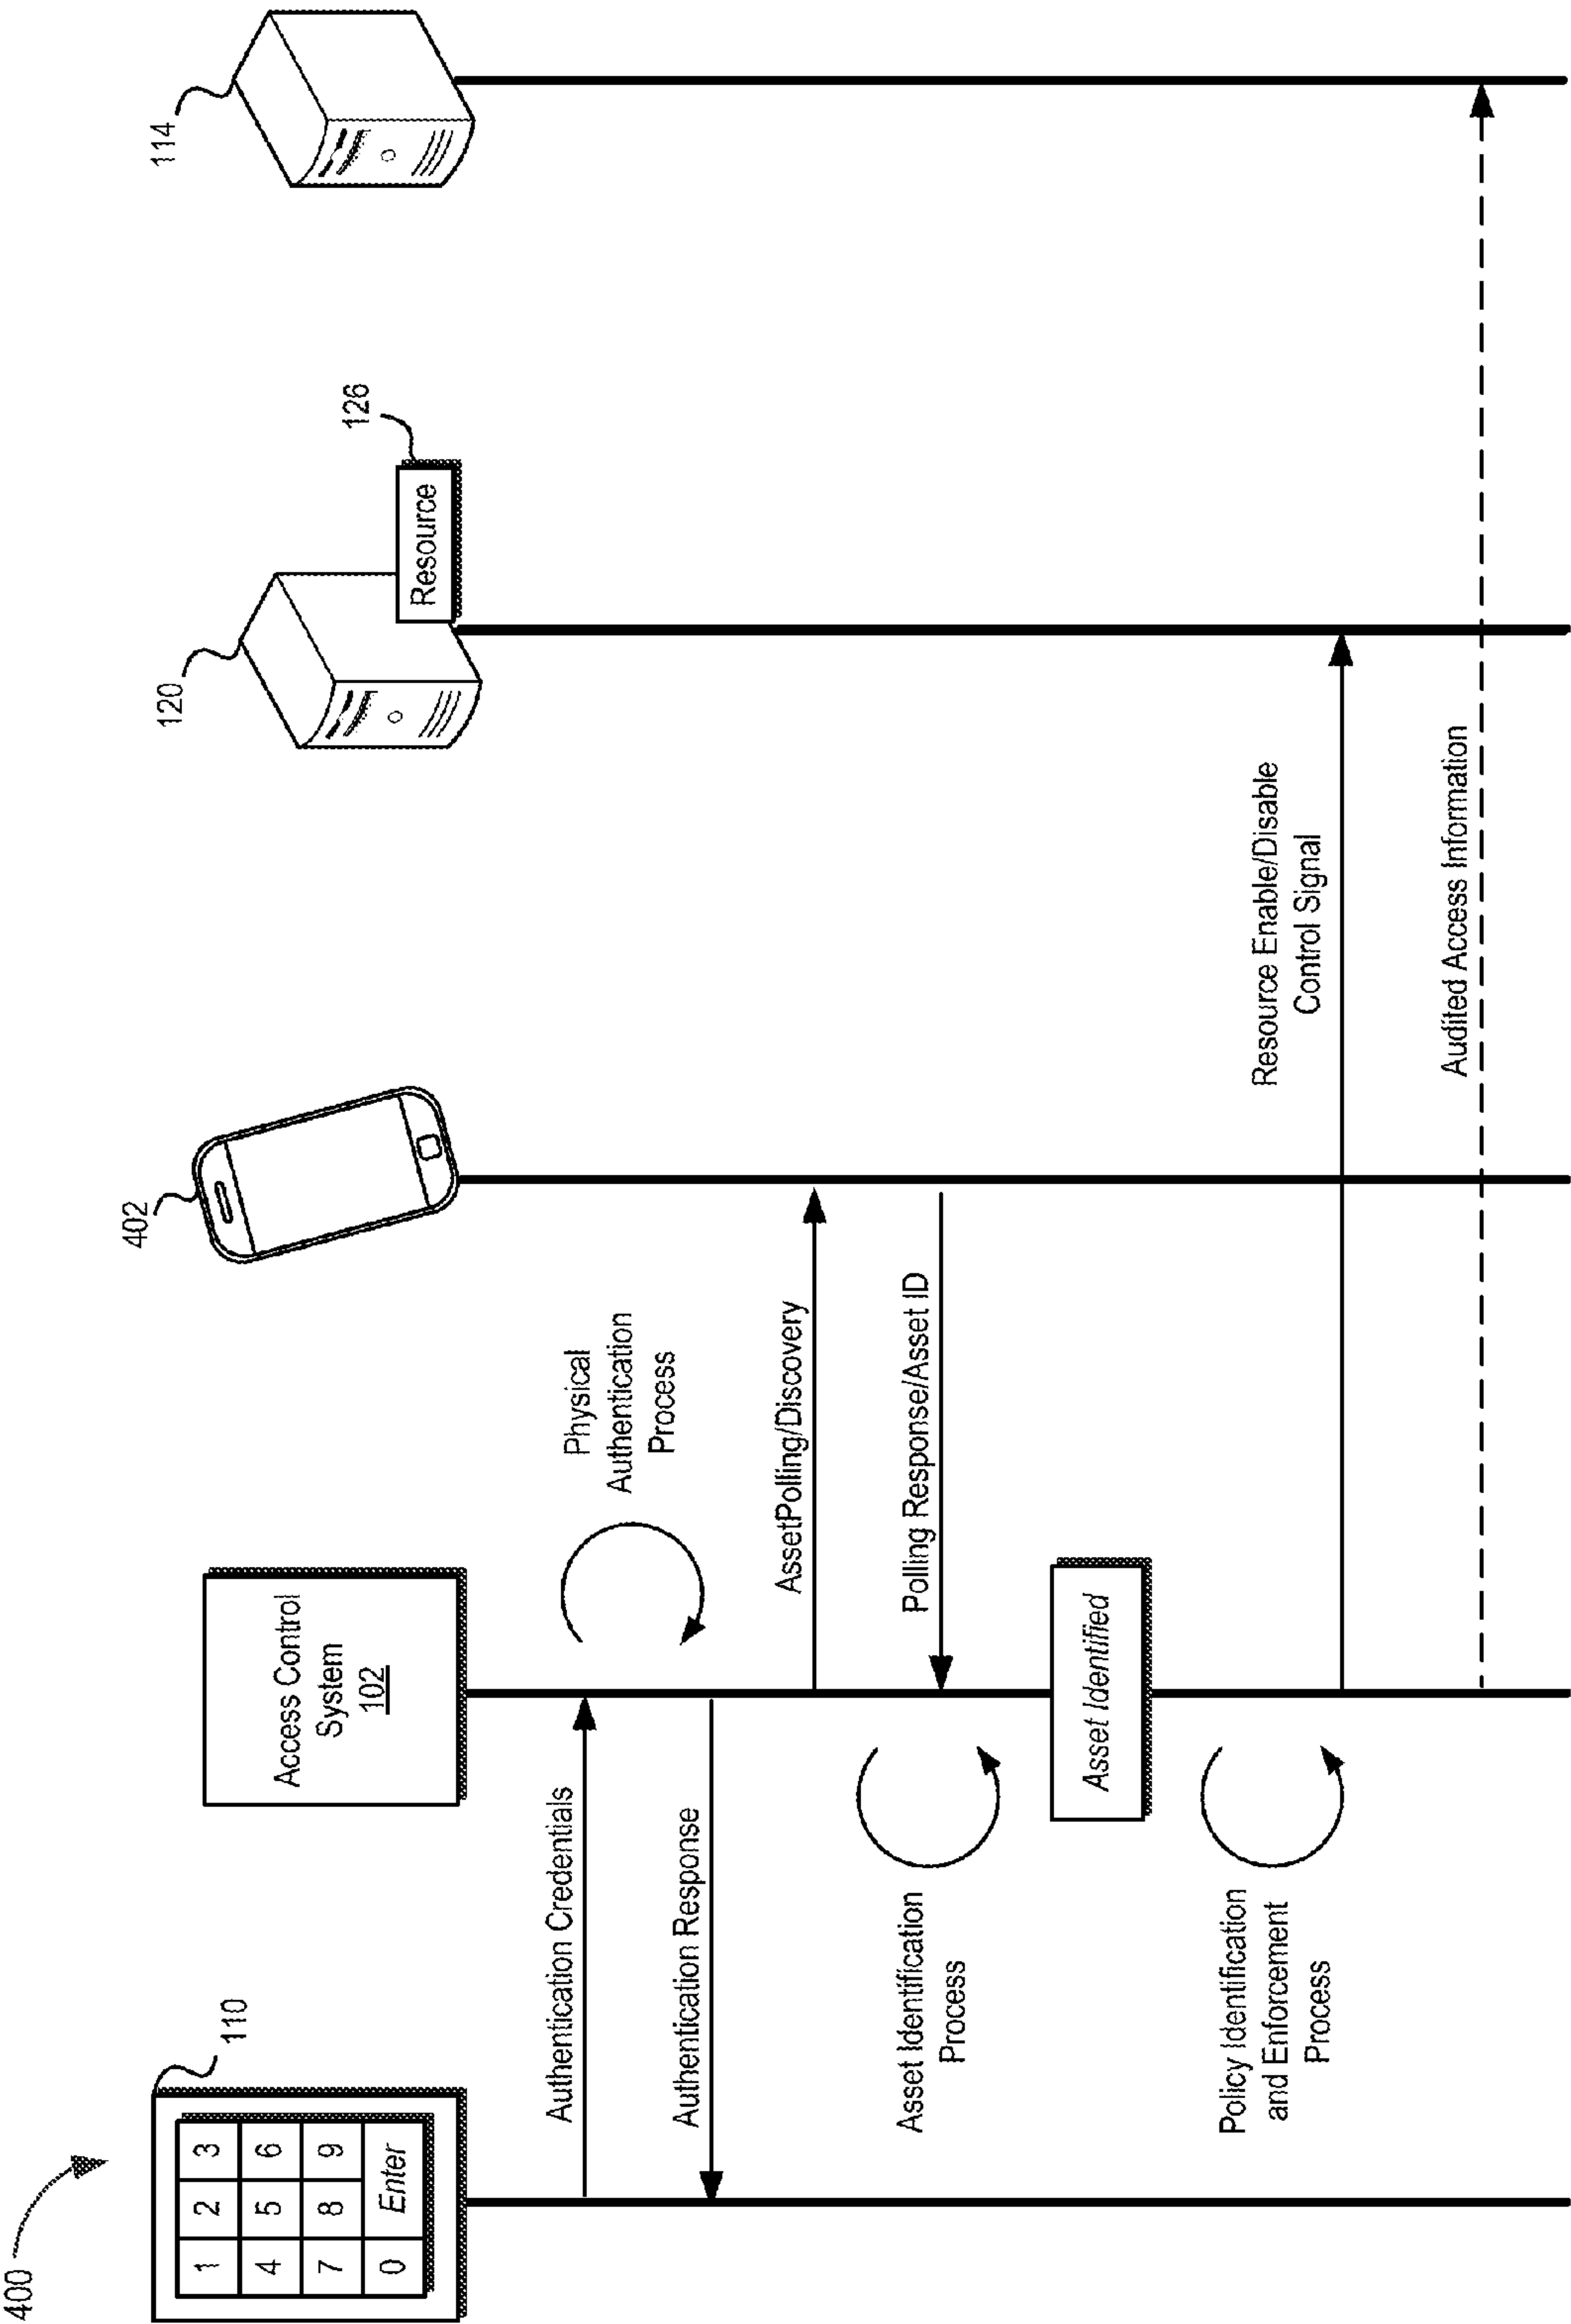 400
110
1 2 3
4 5 6
7 8 9
0 Enter
Access Control
System
102
402
120
Resource
126
114
Authentication Credentials
Physical
Authentication
Process
Authentication Response
AssetPolling/Discovery
Polling Response/Asset ID
Asset Identification
Process
Asset Identified
Policy Identification
and Enforcement
Process
Resource Enable/Disable
Control Signal
Audited Access Information